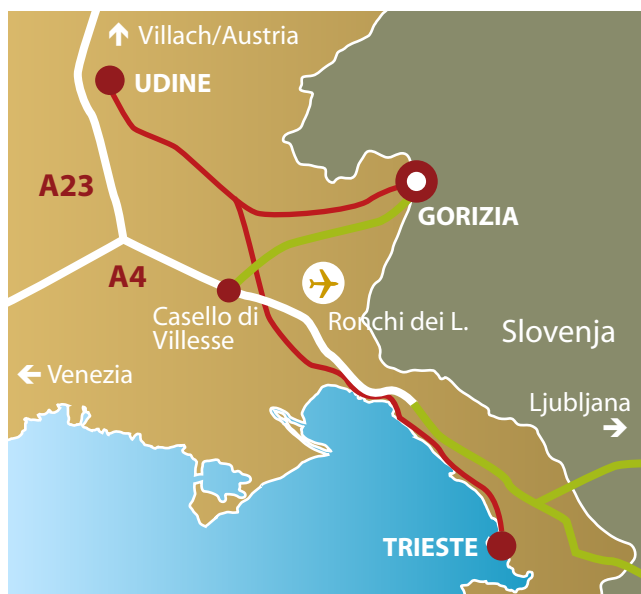 Villach/Austria
UDINE
A23
GORIZIA
A4
Casello di
Villesse
Ronchi dei L.
Slovenja
Venezia
Ljubljana
TRIESTE